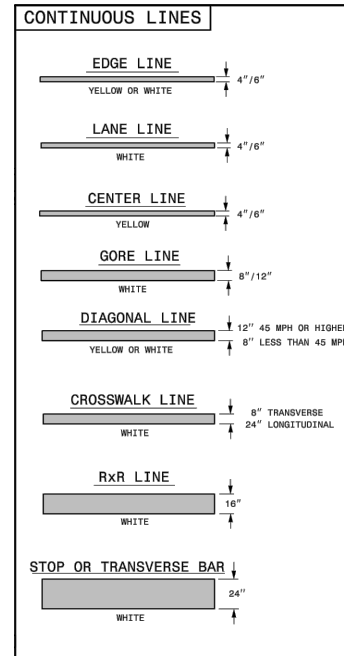 CONTINUOUS LINES
EDGE LINE
4"/6"
YELLOW OR WHITE
LANE LINE
4"/6"
WHITE
CENTER LINE
4"/6"
YELLOW
GORE LINE
8"/12"
WHITE
DIAGONAL LINE
12" 45 MPH OR HIGHER
8" LESS THAN 45 MPH
YELLOW OR WHITE
CROSSWALK LINE
8" TRANSVERSE
24" LONGITUDINAL
WHITE
RxR LINE
16"
WHITE
STOP OR TRANSVERSE BAR
24"
WHITE